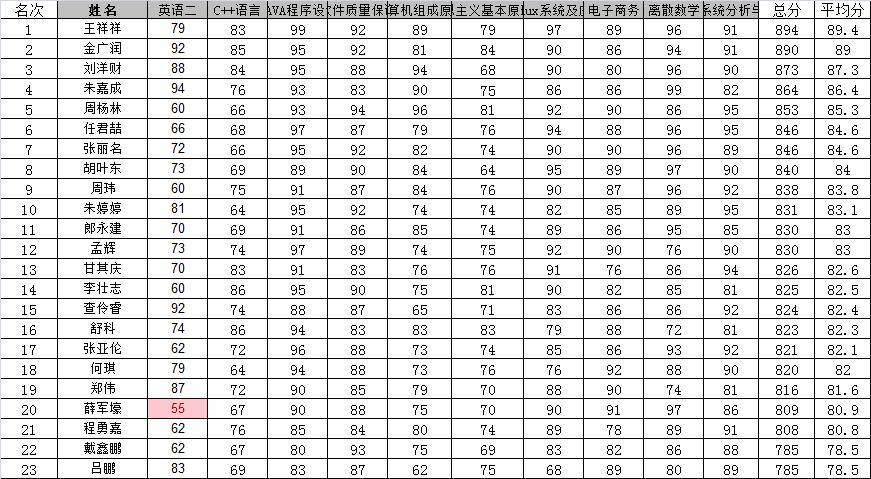 名次 姓名 英语二 C++语言 AVA程序设 软件质量保 算机组成原 主义基本原 ux系统及应 电子商务 离散数学 系统分析与 总分 平均分
1 王祥祥 79 83 99 92 89 79 97 89 96 91 894 89.4
2 金广润 92 85 95 92 81 84 90 86 94 91 890 89
3 刘洋财 88 84 95 88 94 68 90 80 96 90 873 87.3
4 朱嘉成 94 76 93 83 90 75 86 86 99 82 864 86.4
5 周杨林 60 66 93 94 96 81 92 90 86 95 853 85.3
6 任君喆 66 68 97 87 79 76 94 88 96 95 846 84.6
7 张丽名 72 66 95 92 82 74 90 90 96 89 846 84.6
8 胡叶东 73 69 89 90 84 64 95 89 97 90 840 84
9 周玮 60 75 91 87 84 76 90 87 96 92 838 83.8
10 朱婷婷 81 64 95 92 74 74 82 85 89 95 831 83.1
11 郎永建 70 69 91 86 85 74 89 86 95 85 830 83
12 孟辉 73 74 97 89 74 75 92 90 76 90 830 83
13 甘其庆 70 83 91 83 76 76 91 76 86 94 826 82.6
14 李壮志 60 86 95 90 75 81 90 82 85 81 825 82.5
15 查伶睿 92 74 88 87 65 71 83 86 86 92 824 82.4
16 舒科 74 86 94 83 83 83 79 88 72 81 823 82.3
17 张亚伦 62 72 96 88 73 74 85 86 93 92 821 82.1
18 何琪 79 64 94 88 73 76 76 92 88 90 820 82
19 郑伟 87 72 90 85 79 70 88 90 74 81 816 81.6
20 薛军壕 55 67 90 88 75 70 90 91 97 86 809 80.9
21 程勇嘉 62 76 85 84 80 74 89 78 89 91 808 80.8
22 戴鑫鹏 62 67 80 93 75 69 83 82 86 88 785 78.5
23 吕鹏 83 69 83 87 62 75 68 89 80 89 785 78.5